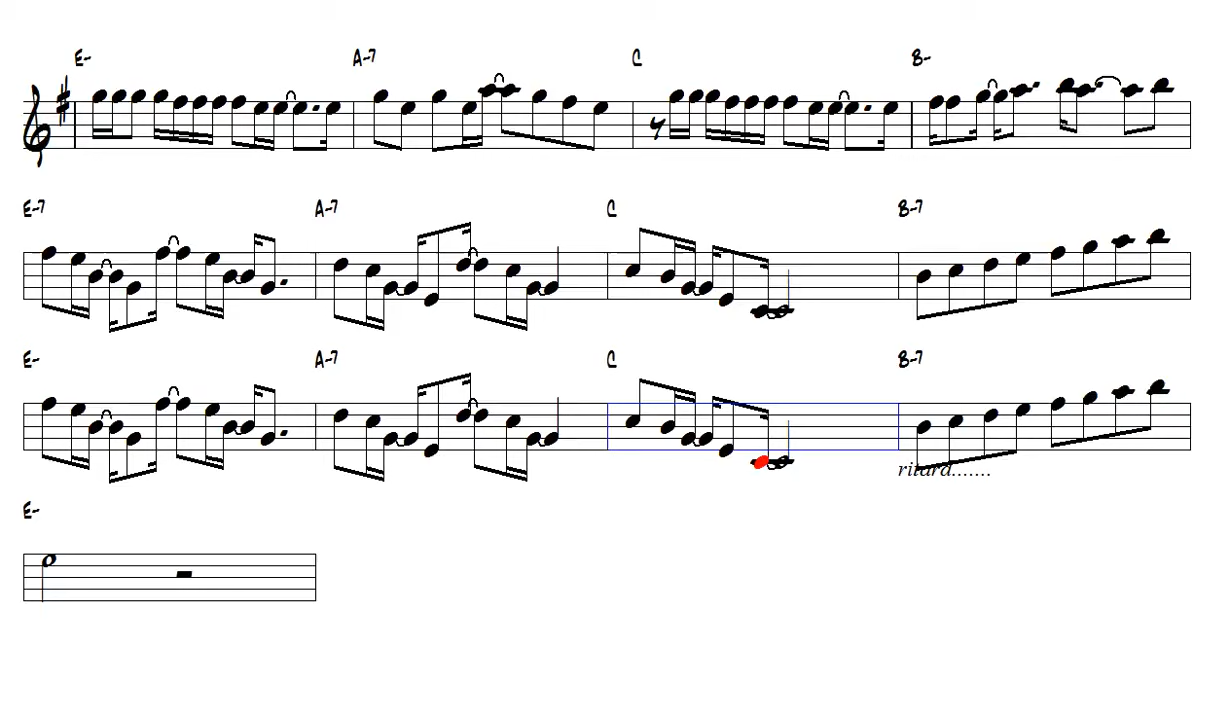 E- A-7 C B-
E-7 A-7 C B-7
E- A-7 C B-7
ritard.......
E-